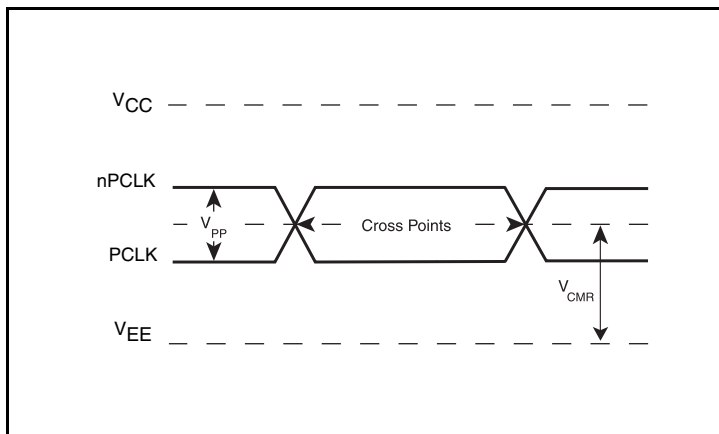 VCC
nPCLK
VPP
Cross Points
PCLK
VCMR
VEE